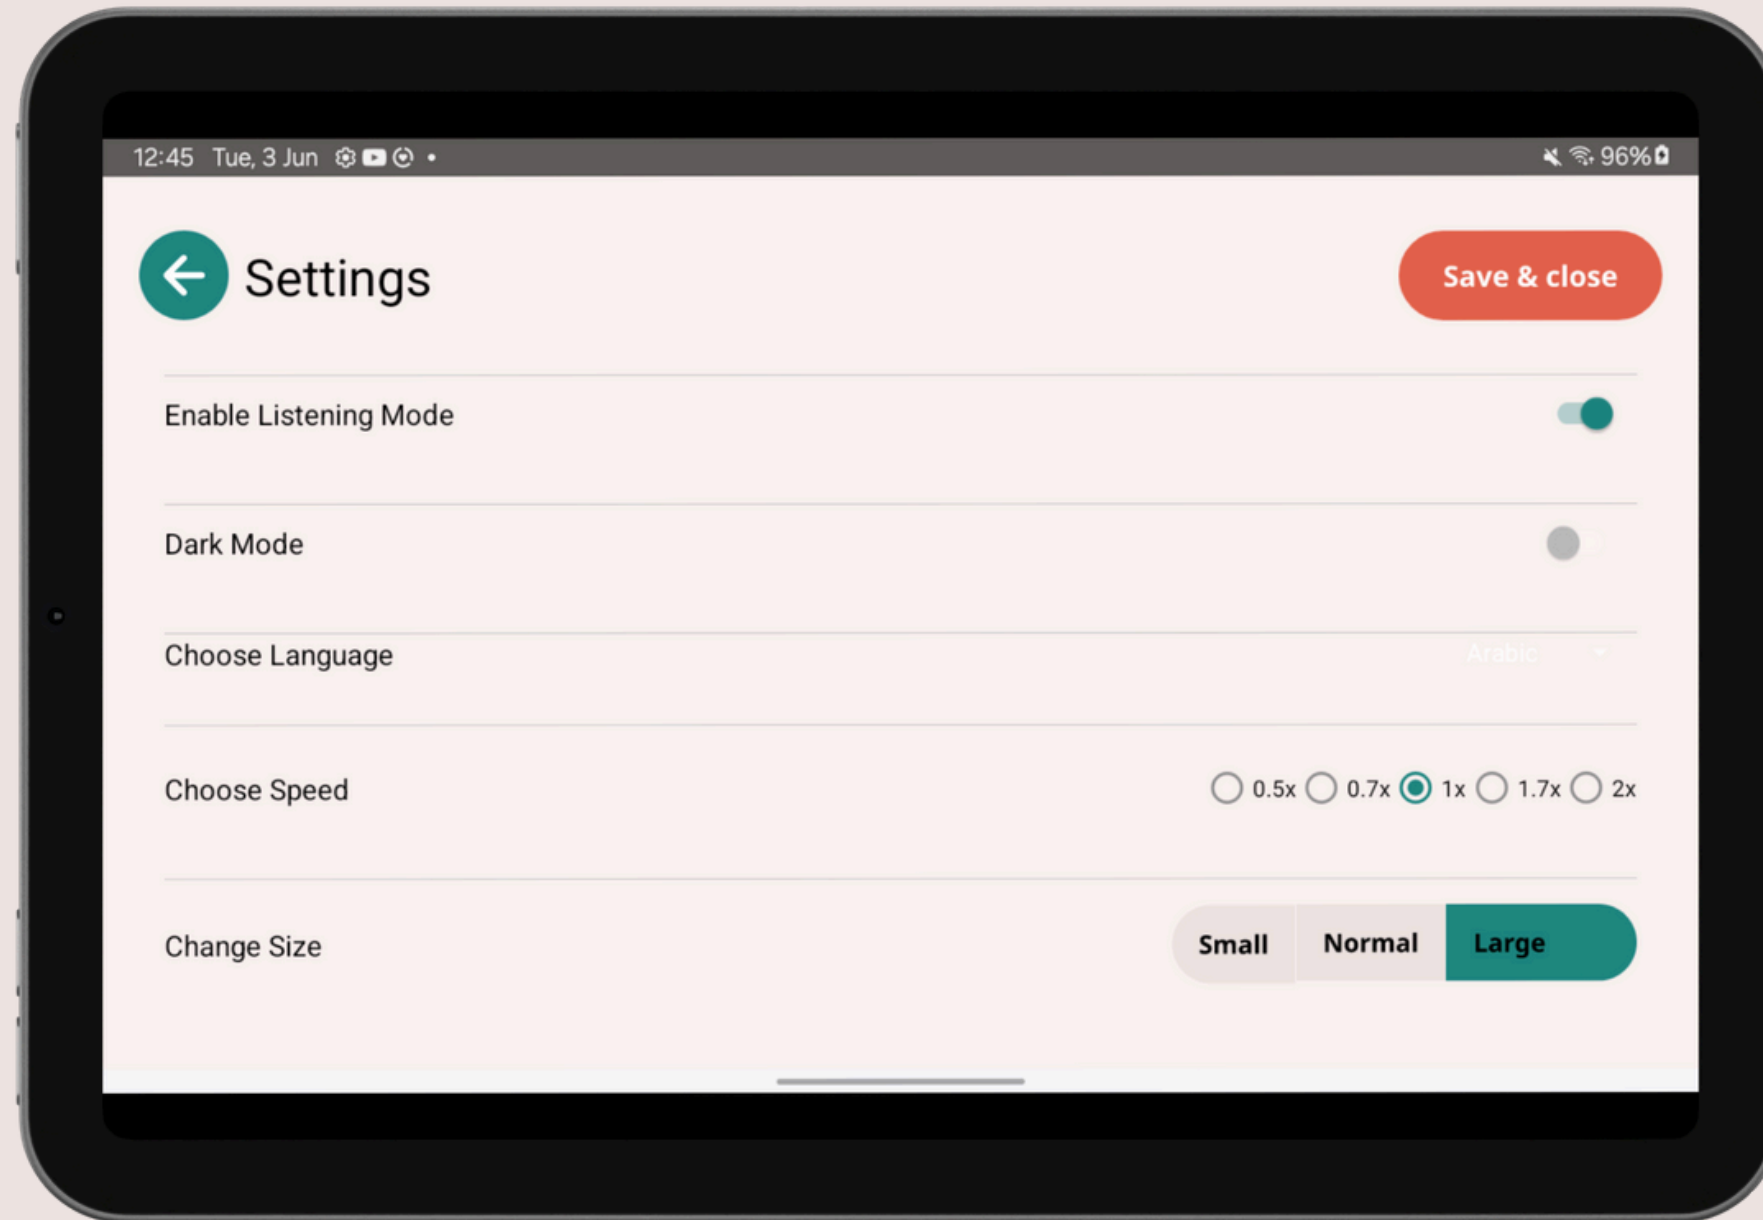 12:45 Tue, 3 Jun
96%
Settings
Save & close
Enable Listening Mode
Dark Mode
Choose Language
Arabic
Choose Speed
0.5x 0.7x 1x 1.7x 2x
Change Size
Small Normal Large